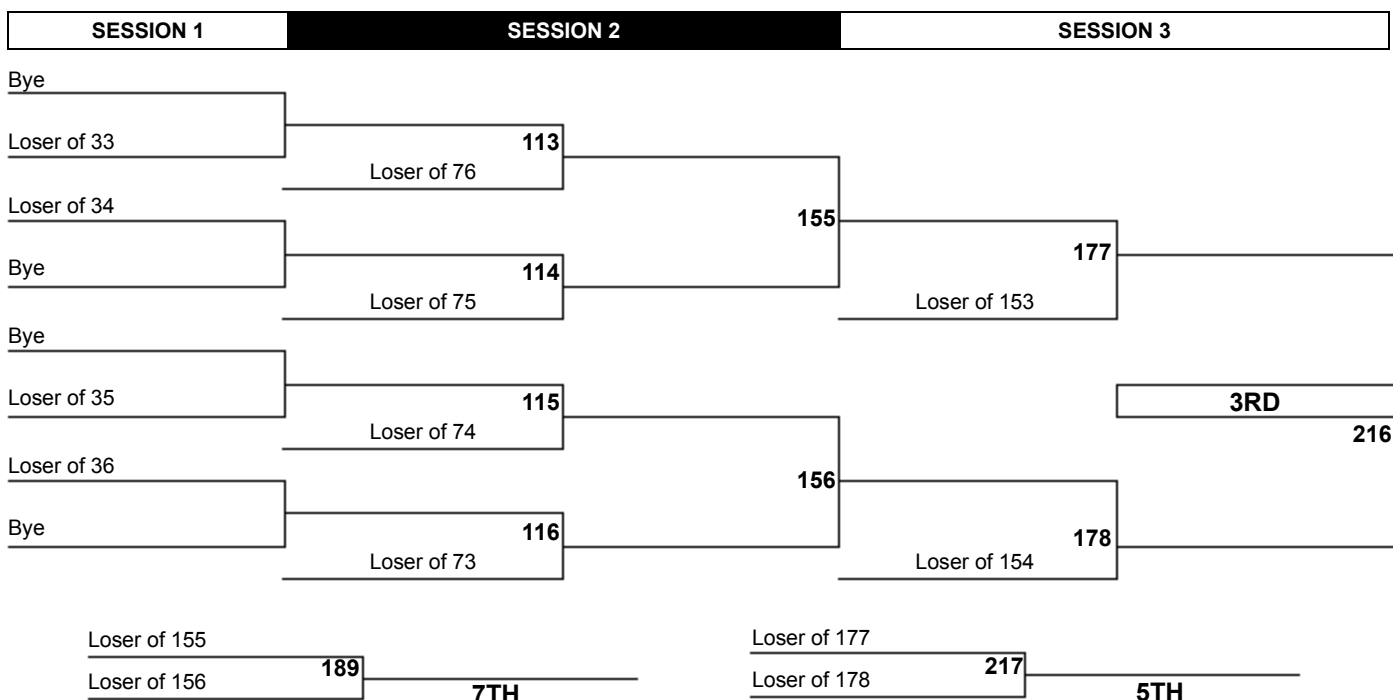 SESSION 1 SESSION 2 SESSION 3
Bye
Loser of 33
113
Loser of 76
Loser of 34
155
177
Bye
114
Loser of 75
Loser of 153
Bye
Loser of 35
115
3RD
Loser of 74
216
Loser of 36
156
Bye
116
178
Loser of 73
Loser of 154
Loser of 155
189
Loser of 156
7TH
Loser of 177
217
Loser of 178
5TH